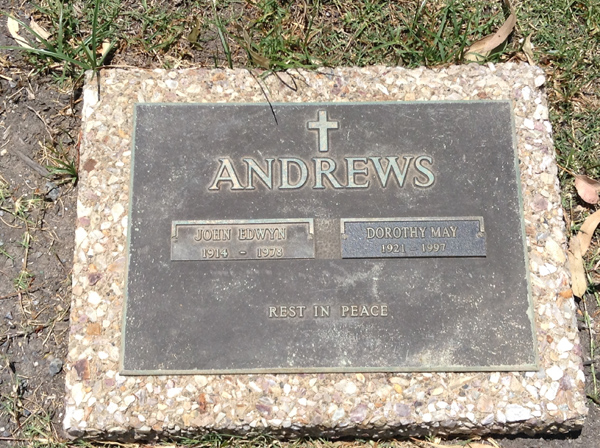 ANDREWS
JOHN EDWYN
1914 - 1978
DOROTHY MAY
1921 - 1997
REST IN PEACE